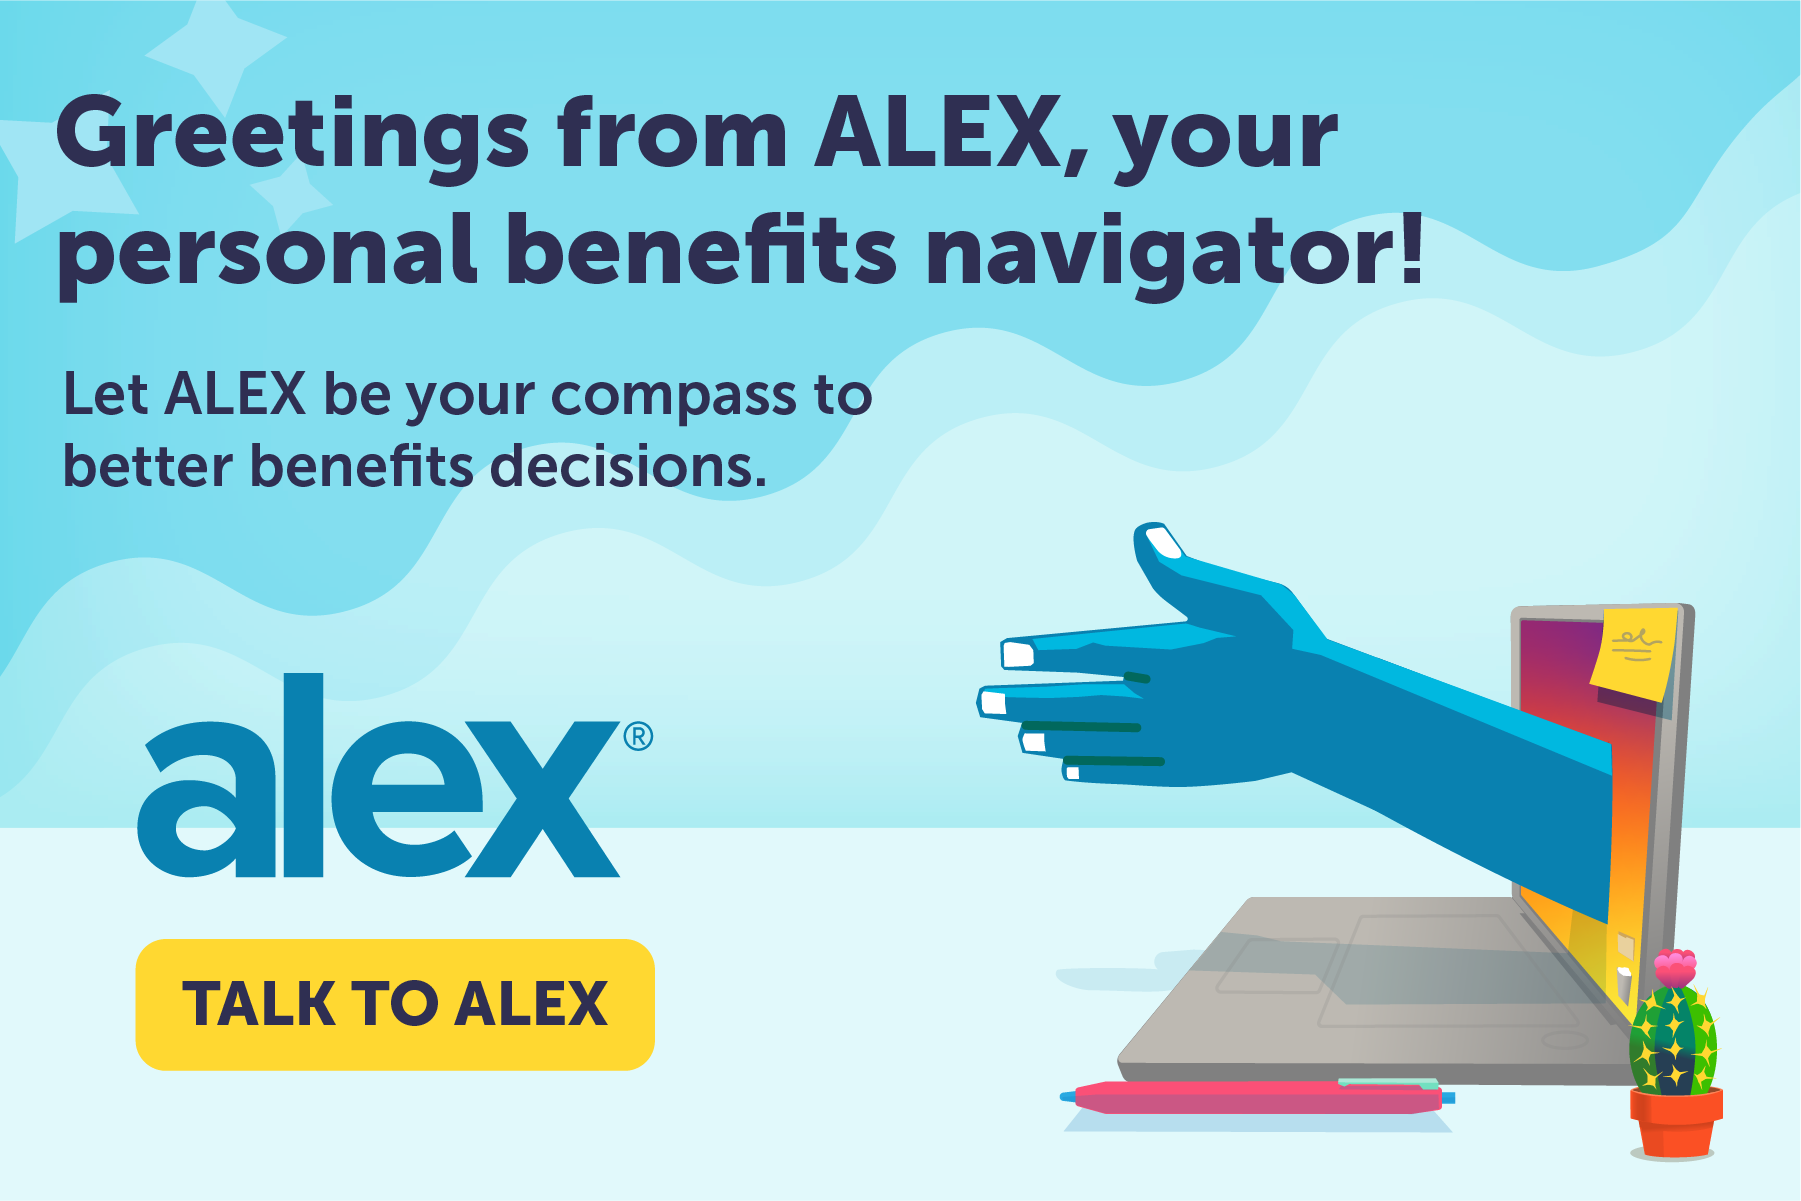 Greetings from ALEX, your
personal benefits navigator!
Let ALEX be your compass to
better benefits decisions.
alex®
TALK TO ALEX